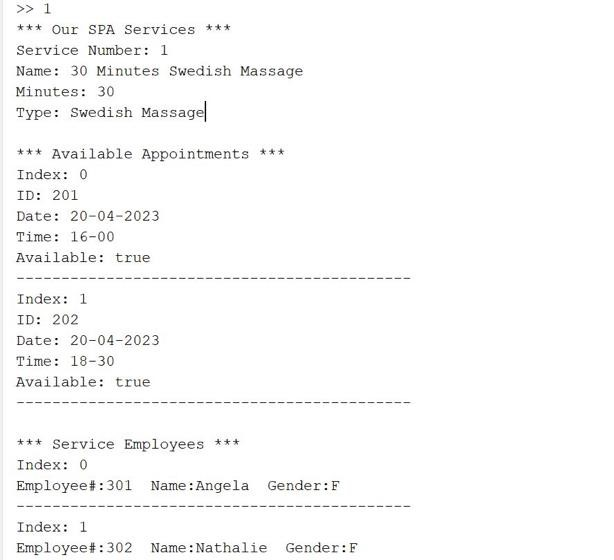 >> 1
*** Our SPA Services ***
Service Number: 1
Name: 30 Minutes Swedish Massage
Minutes: 30
Type: Swedish Massage
*** Available Appointments ***
Index: 0
ID: 201
Date: 20-04-2023
Time: 16-00
Available: true
--------------------------------------------
Index: 1
ID: 202
Date: 20-04-2023
Time: 18-30
Available: true
--------------------------------------------
*** Service Employees ***
Index: 0
Employee#:301  Name:Angela  Gender:F
--------------------------------------------
Index: 1
Employee#:302  Name:Nathalie  Gender:F